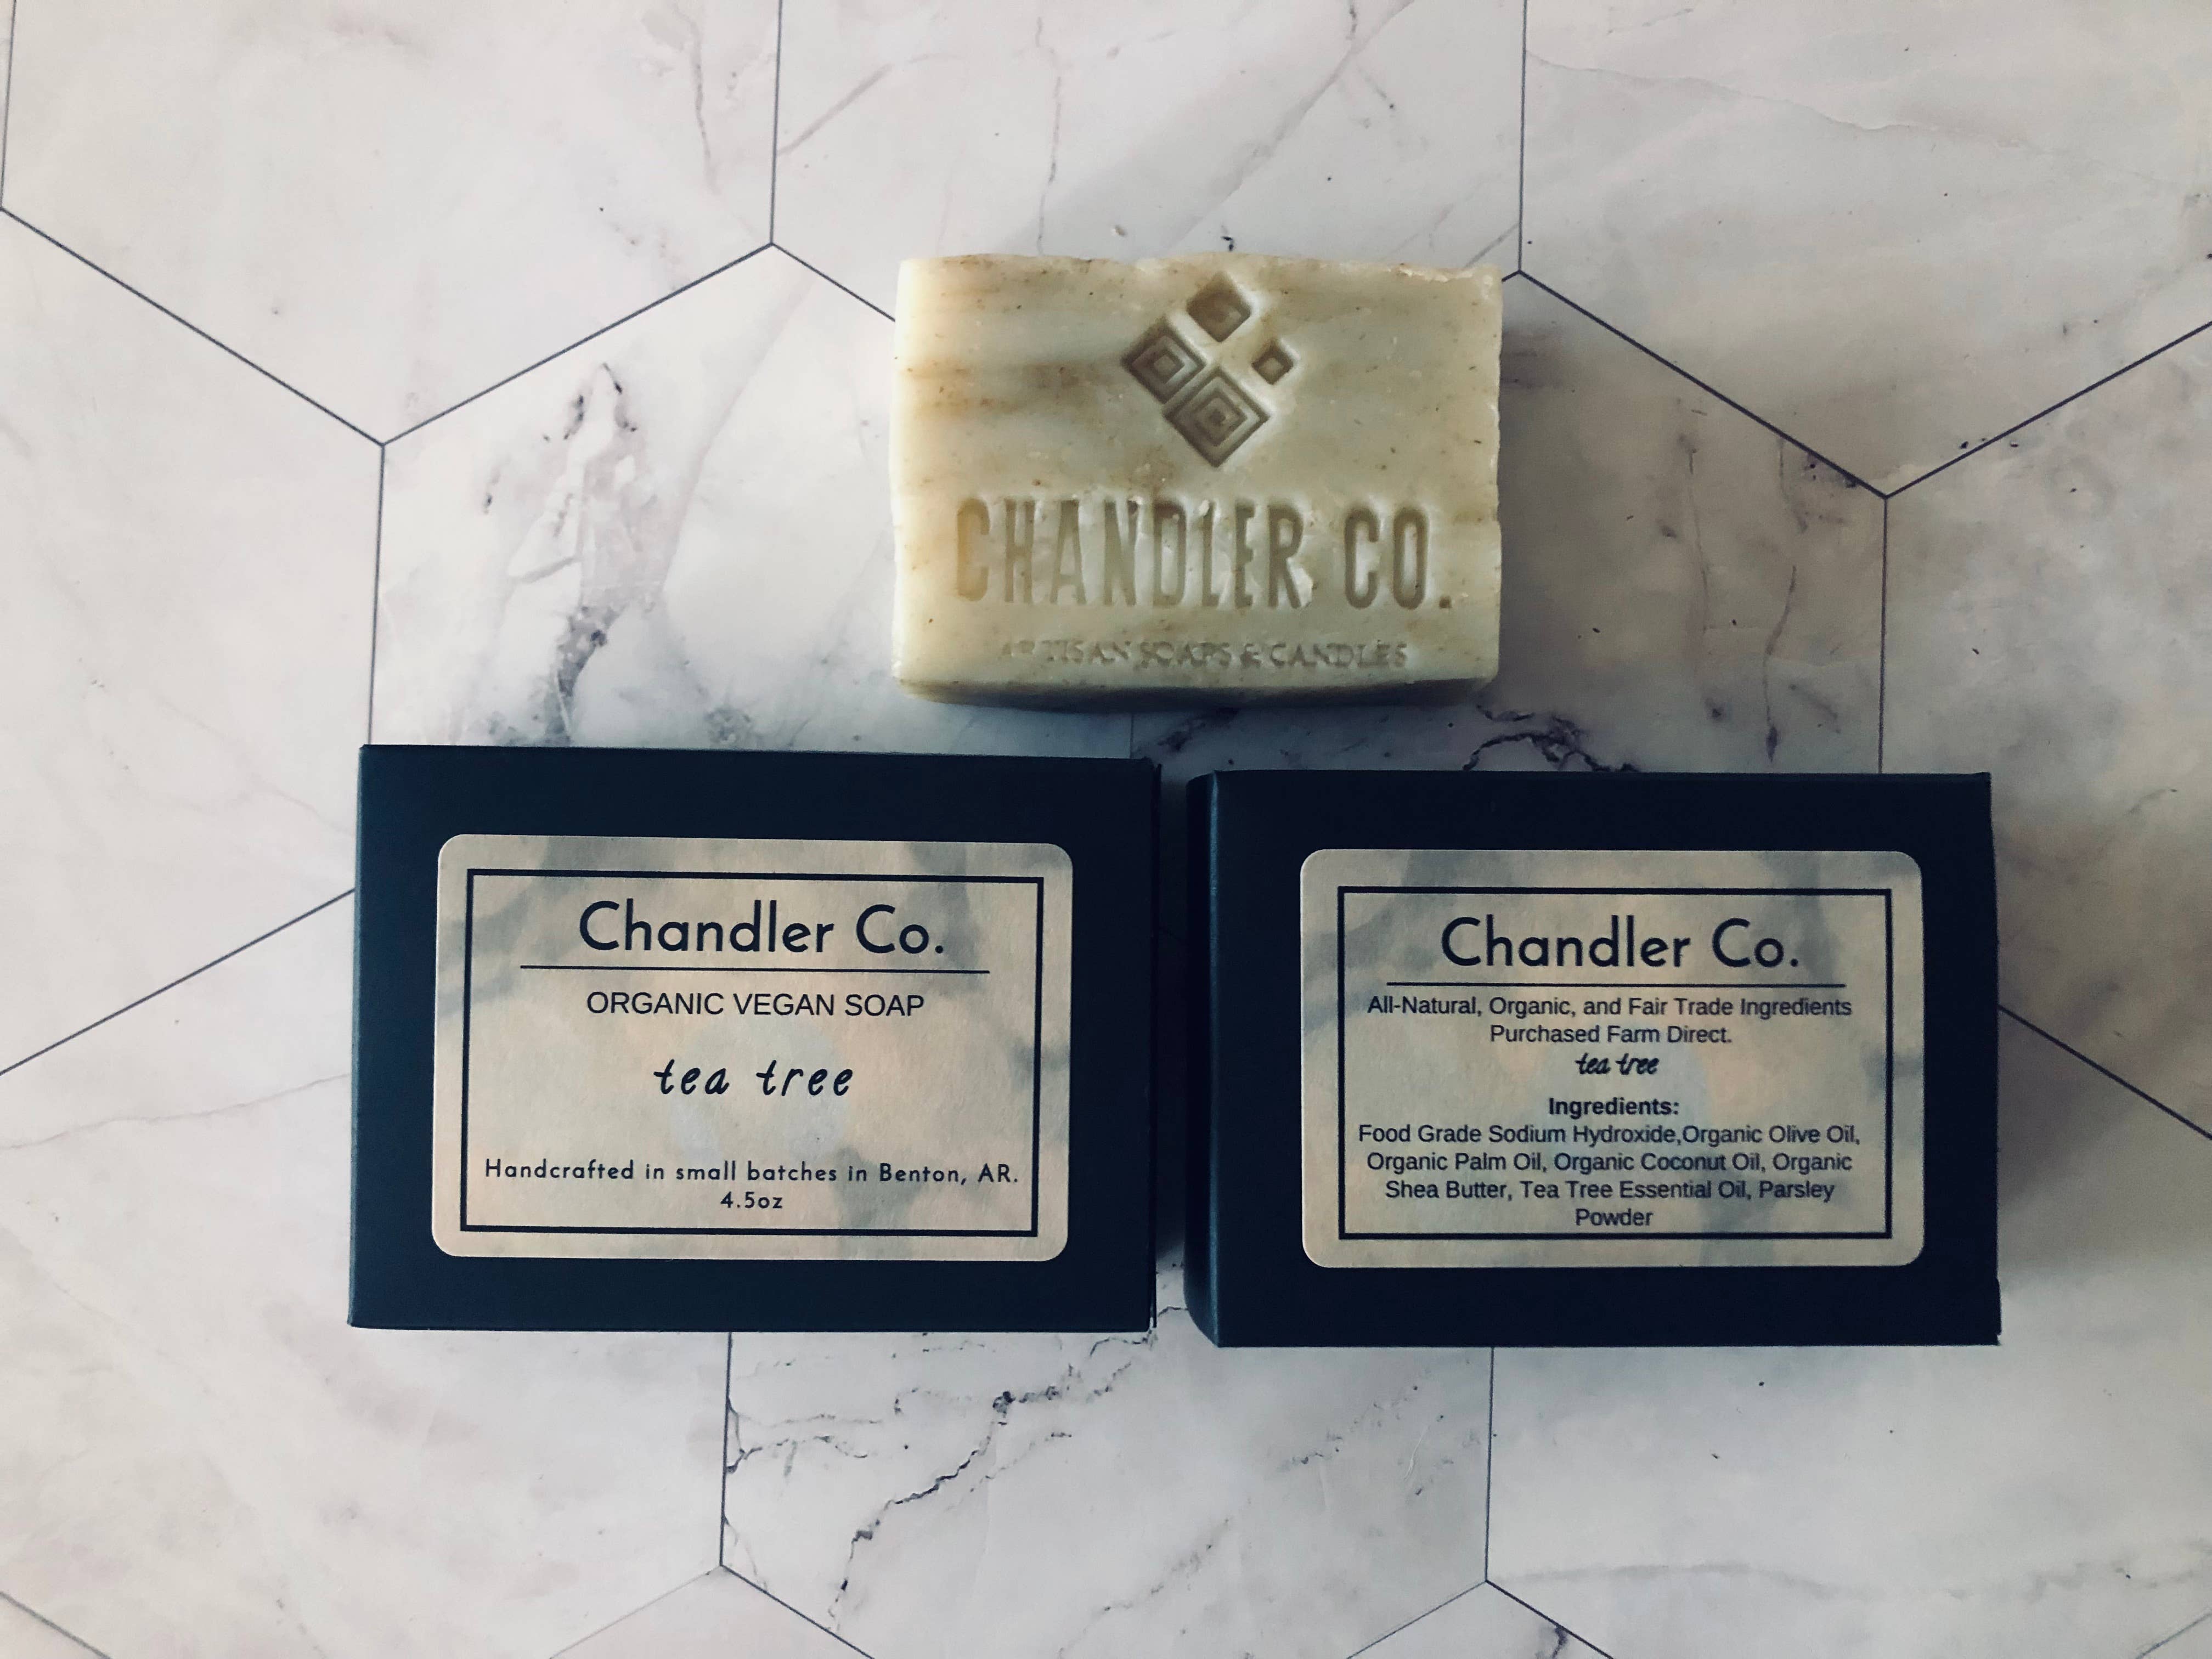 CHANDLER CO.
ARTISAN SOAPS & CANDLES
Chandler Co.
ORGANIC VEGAN SOAP
tea tree
Handcrafted in small batches in Benton, AR.
4.5oz
Chandler Co.
All-Natural, Organic, and Fair Trade Ingredients
Purchased Farm Direct.
tea tree
Ingredients:
Food Grade Sodium Hydroxide,Organic Olive Oil,
Organic Palm Oil, Organic Coconut Oil, Organic
Shea Butter, Tea Tree Essential Oil, Parsley
Powder